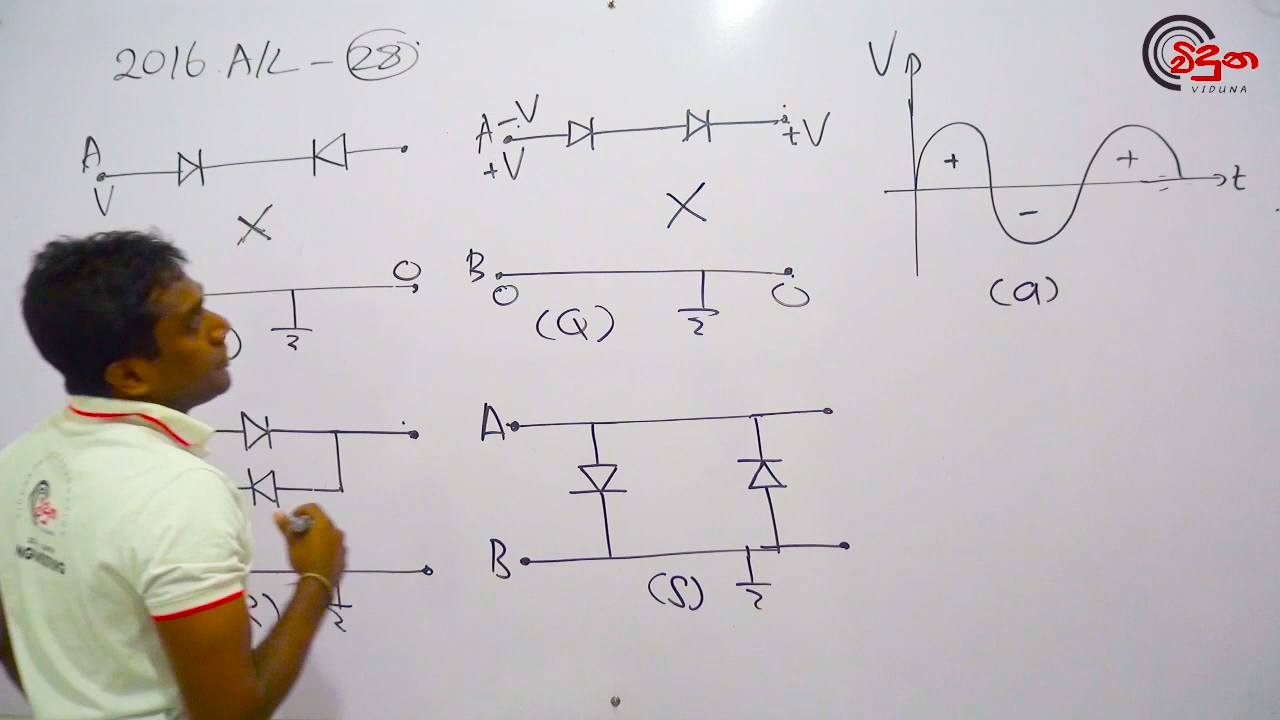 2016 A/L - 28
විදුන
VIDUNA
A
V
0
A -V
+V
+V
B
0
(Q)
0
V
+
-
+
t
(a)
A
B
(S)